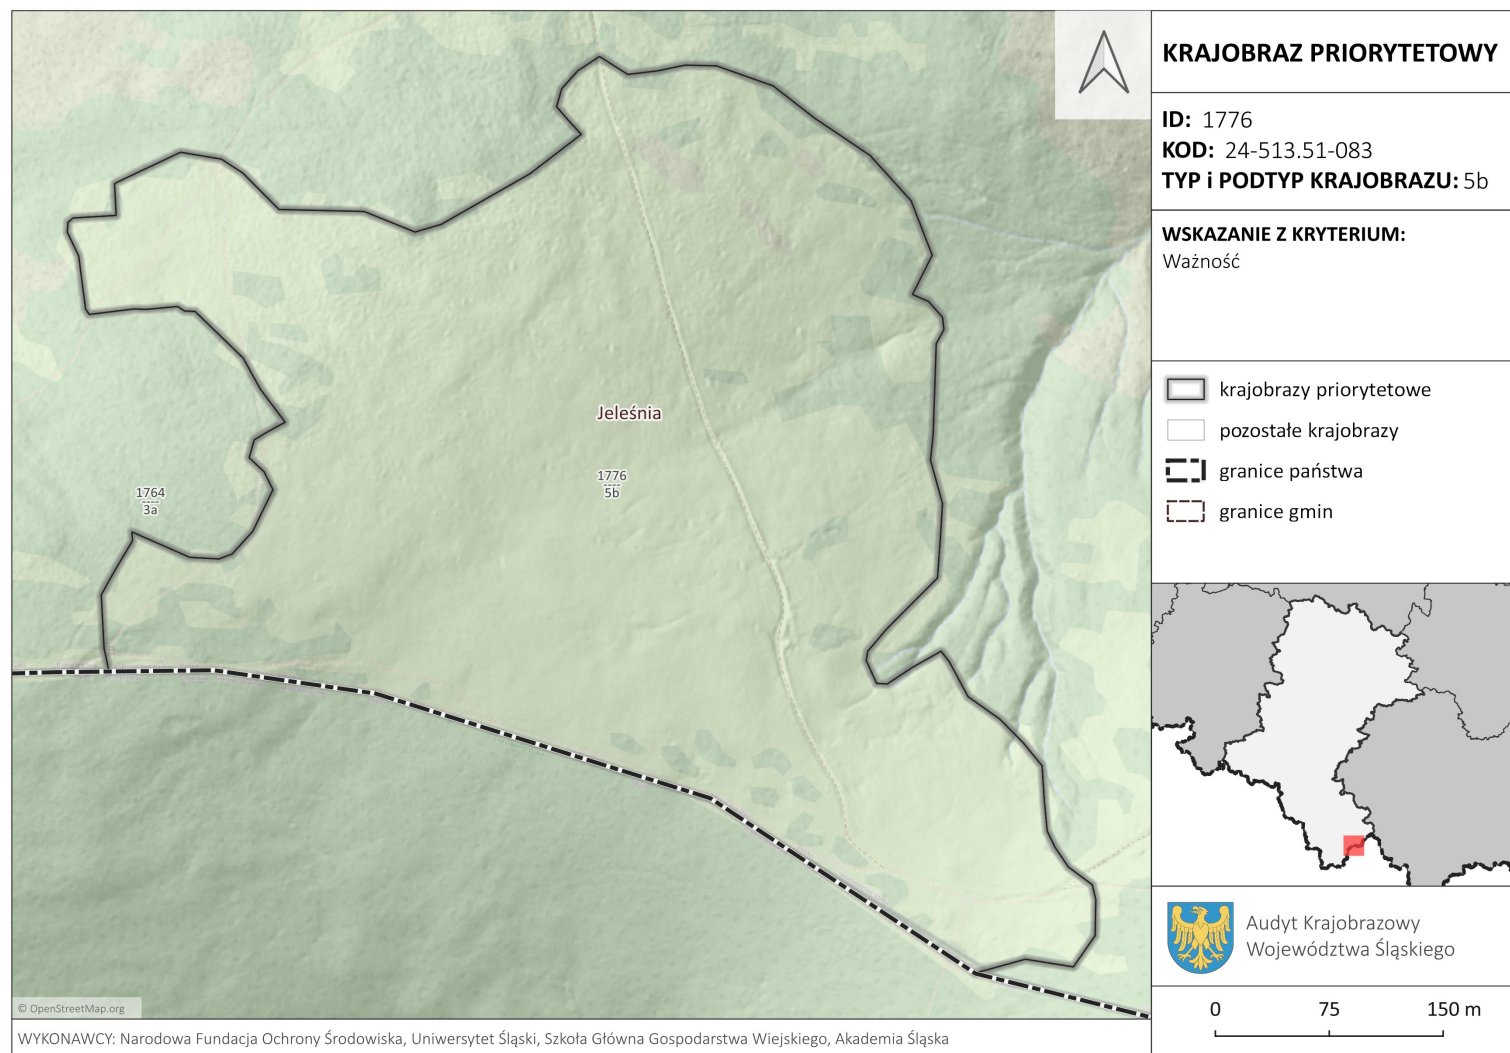 KRAJOBRAZ PRIORYTETOWY
ID: 1776
KOD: 24-513.51-083
TYP i PODTYP KRAJOBRAZU: 5b
WSKAZANIE Z KRYTERIUM:
Ważność
krajobrazy priorytetowe
pozostałe krajobrazy
granice państwa
granice gmin
Jeleśnia
1776
5b
1764
3a
Audyt Krajobrazowy
Województwa Śląskiego
0 75 150 m
© OpenStreetMap.org
WYKONAWCY: Narodowa Fundacja Ochrony Środowiska, Uniwersytet Śląski, Szkoła Główna Gospodarstwa Wiejskiego, Akademia Śląska